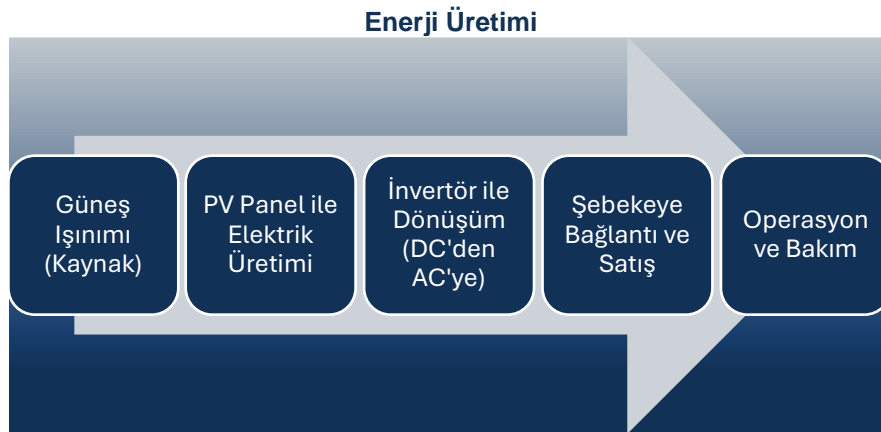 Enerji Üretimi
Güneş
Işınımı
(Kaynak)
PV Panel ile
Elektrik
Üretimi
İnvertör ile
Dönüşüm
(DC'den
AC'ye)
Şebekeye
Bağlantı ve
Satış
Operasyon
ve Bakım